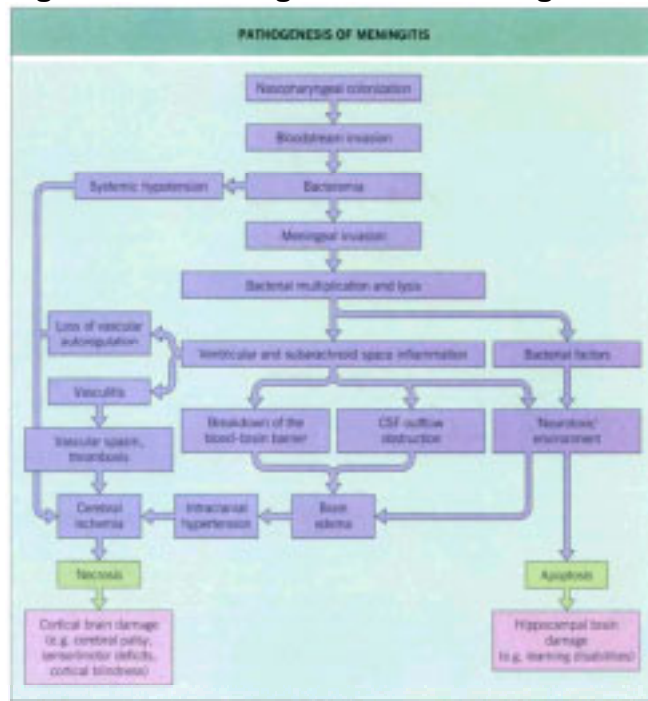 PATHOGENESIS OF MENINGITIS
Nasopharyngeal colonization
Bloodstream invasion
Systemic hypotension
Bacteremia
Meningeal invasion
Bacterial multiplication and lysis
Loss of vascular
autoregulation
Ventricular and subarachnoid space inflammation
Bacterial factors
Vasculitis
Breakdown of the
blood–brain barrier
CSF outflow
obstruction
'Neurotoxic'
environment
Vascular spasm,
thrombosis
Cerebral
ischemia
Intracranial
hypertension
Brain
edema
Necrosis
Apoptosis
Cortical brain damage
(e.g. cerebral palsy,
sensorimotor deficits,
cortical blindness)
Hippocampal brain
damage
(e.g. learning disabilities)